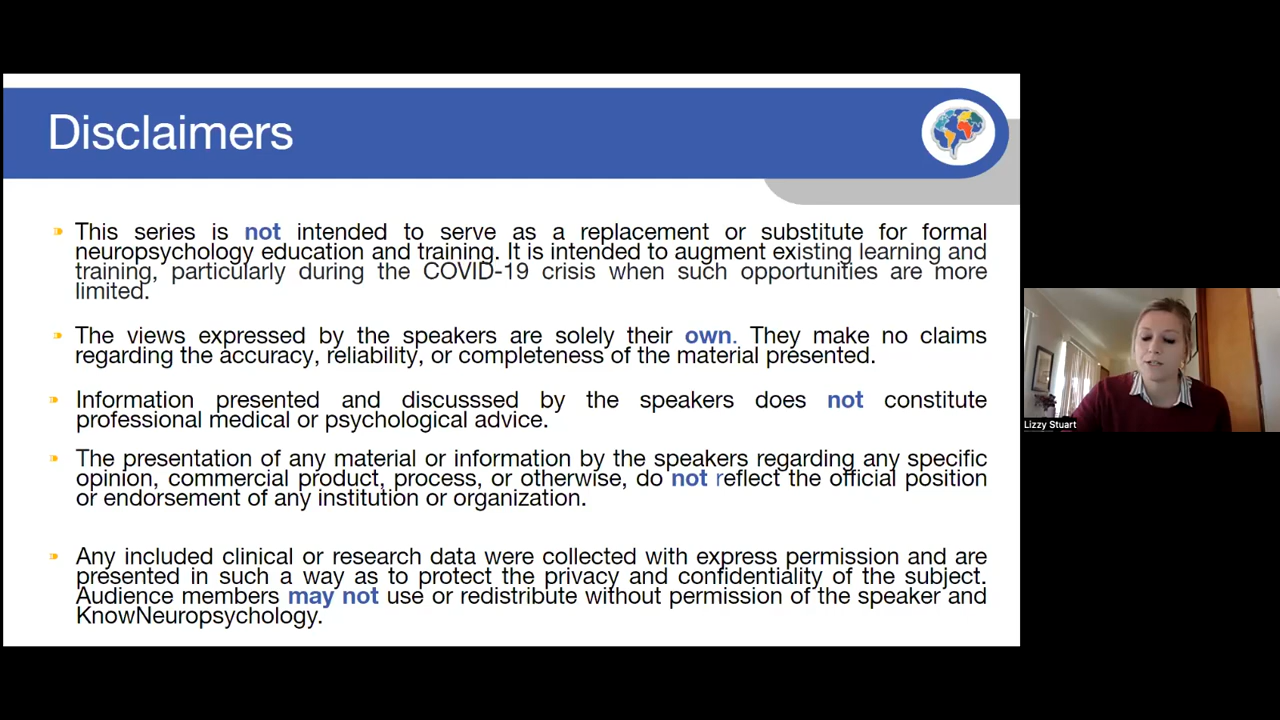 Disclaimers
This series is not intended to serve as a replacement or substitute for formal
neuropsychology education and training. It is intended to augment existing learning and
training, particularly during the COVID-19 crisis when such opportunities are more
limited.
The views expressed by the speakers are solely their own. They make no claims
regarding the accuracy, reliability, or completeness of the material presented.
Information presented and discusssed by the speakers does not constitute
professional medical or psychological advice.
The presentation of any material or information by the speakers regarding any specific
opinion, commercial product, process, or otherwise, do not reflect the official position
or endorsement of any institution or organization.
Any included clinical or research data were collected with express permission and are
presented in such a way as to protect the privacy and confidentiality of the subject.
Audience members may not use or redistribute without permission of the speaker and
KnowNeuropsychology.
Lizzy Stuart